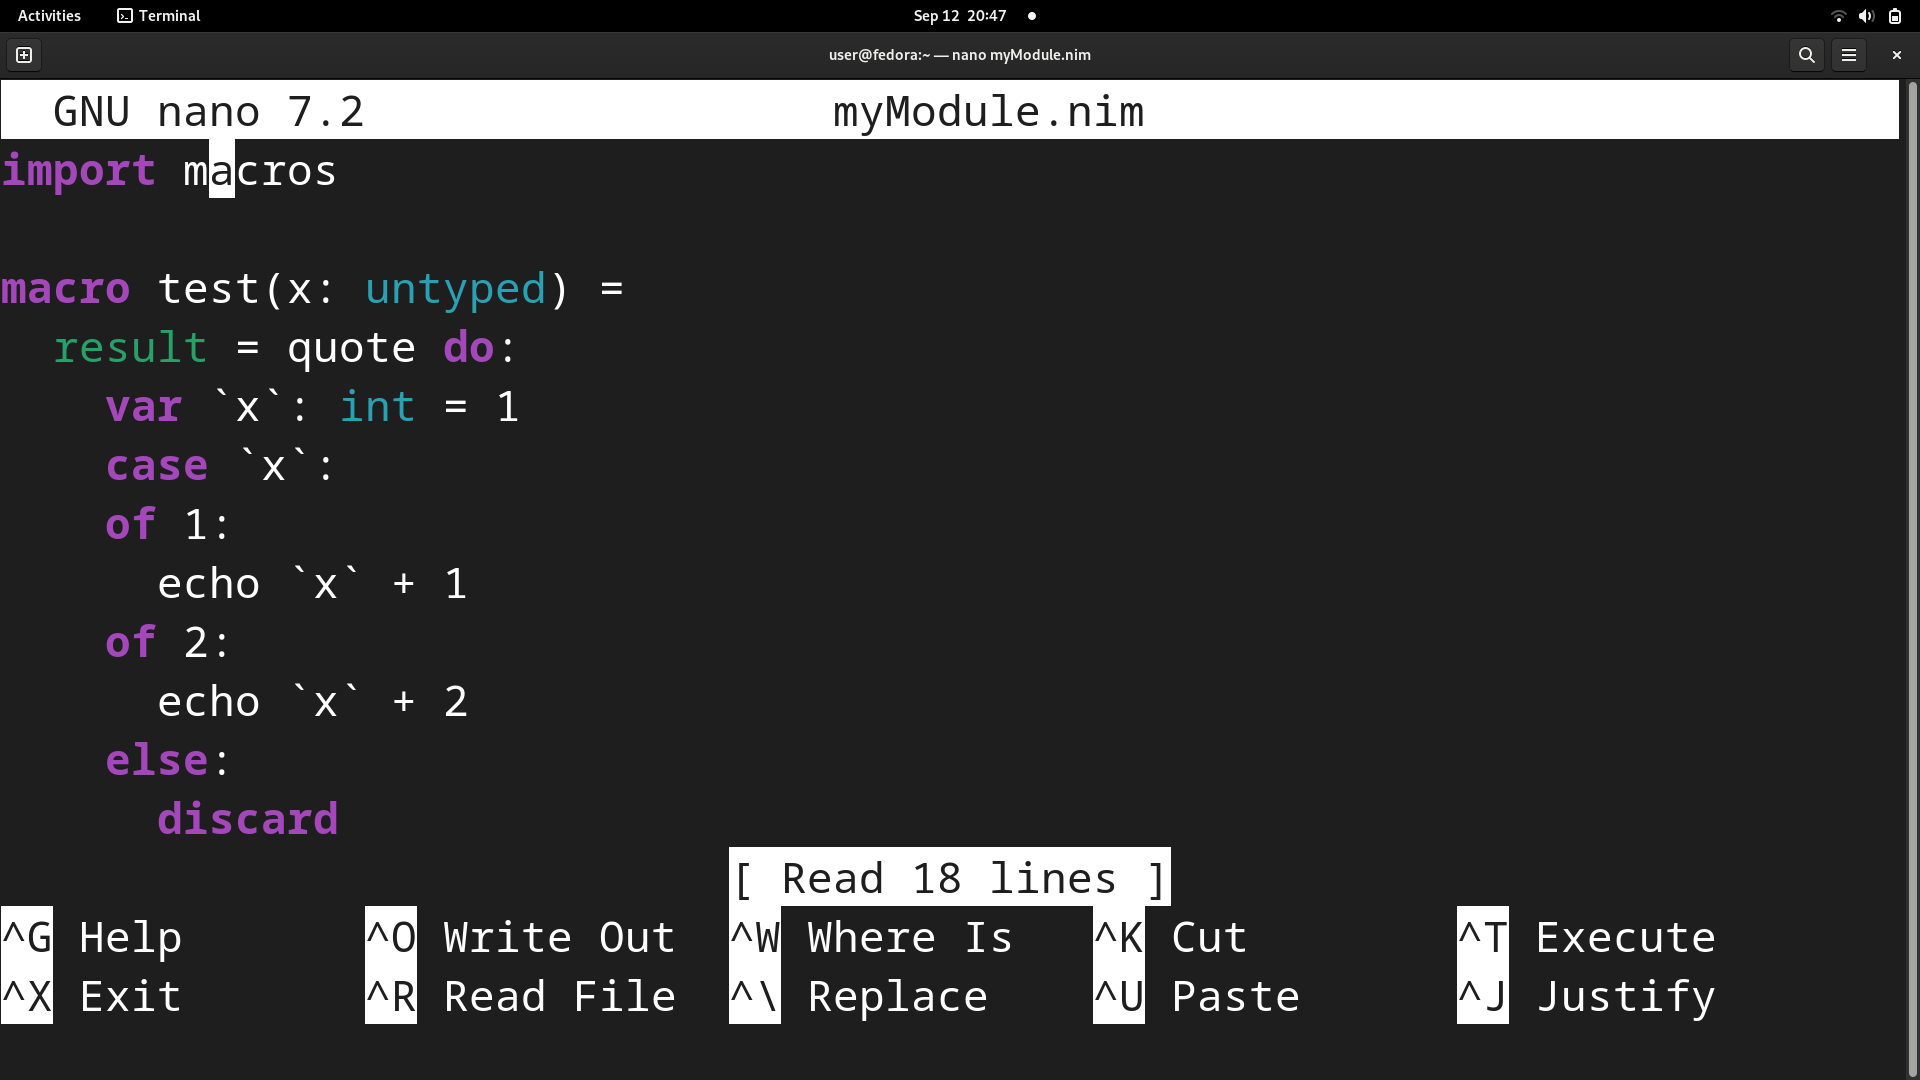 Activities Terminal Sep 12 20:47
user@fedora:~ — nano myModule.nim
GNU nano 7.2 myModule.nim
import macros
macro test(x: untyped) =
  result = quote do:
    var `x`: int = 1
    case `x`:
    of 1:
      echo `x` + 1
    of 2:
      echo `x` + 2
    else:
      discard
[ Read 18 lines ]
^G Help ^O Write Out ^W Where Is ^K Cut ^T Execute
^X Exit ^R Read File ^\ Replace ^U Paste ^J Justify